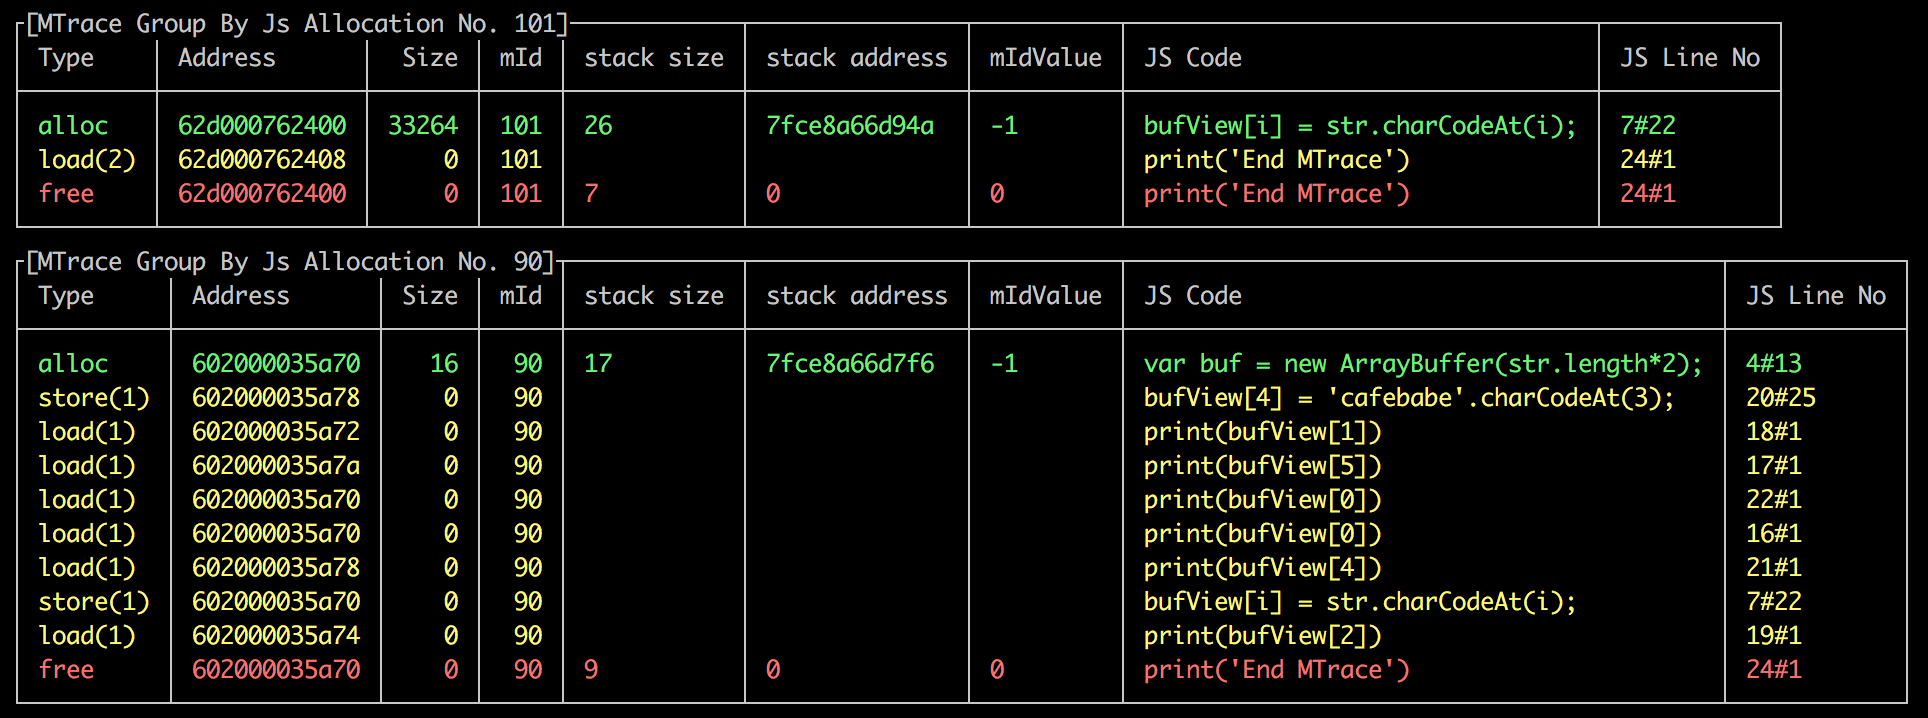 [MTrace Group By Js Allocation No. 101]
Type Address Size mId stack size stack address mIdValue JS Code JS Line No
alloc 62d000762400 33264 101 26 7fce8a66d94a -1 bufView[i] = str.charCodeAt(i); 7#22
load(2) 62d000762408 0 101 print('End MTrace') 24#1
free 62d000762400 0 101 7 0 0 print('End MTrace') 24#1
[MTrace Group By Js Allocation No. 90]
Type Address Size mId stack size stack address mIdValue JS Code JS Line No
alloc 602000035a70 16 90 17 7fce8a66d7f6 -1 var buf = new ArrayBuffer(str.length*2); 4#13
store(1) 602000035a78 0 90 bufView[4] = 'cafebabe'.charCodeAt(3); 20#25
load(1) 602000035a72 0 90 print(bufView[1]) 18#1
load(1) 602000035a7a 0 90 print(bufView[5]) 17#1
load(1) 602000035a70 0 90 print(bufView[0]) 22#1
load(1) 602000035a70 0 90 print(bufView[0]) 16#1
load(1) 602000035a78 0 90 print(bufView[4]) 21#1
store(1) 602000035a70 0 90 bufView[i] = str.charCodeAt(i); 7#22
load(1) 602000035a74 0 90 print(bufView[2]) 19#1
free 602000035a70 0 90 9 0 0 print('End MTrace') 24#1